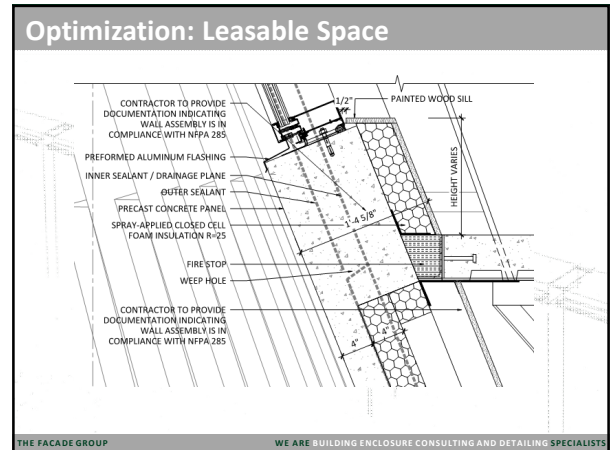 Optimization: Leasable Space
CONTRACTOR TO PROVIDE
DOCUMENTATION INDICATING
WALL ASSEMBLY IS IN
COMPLIANCE WITH NFPA 285
PREFORMED ALUMINUM FLASHING
INNER SEALANT / DRAINAGE PLANE
OUTER SEALANT
PRECAST CONCRETE PANEL
SPRAY-APPLIED CLOSED CELL
FOAM INSULATION R=25
FIRE STOP
WEEP HOLE
CONTRACTOR TO PROVIDE
DOCUMENTATION INDICATING
WALL ASSEMBLY IS IN
COMPLIANCE WITH NFPA 285
1/2"
PAINTED WOOD SILL
HEIGHT VARIES
1'-4 5/8"
4"
4"
THE FACADE GROUP
WE ARE BUILDING ENCLOSURE CONSULTING AND DETAILING SPECIALISTS